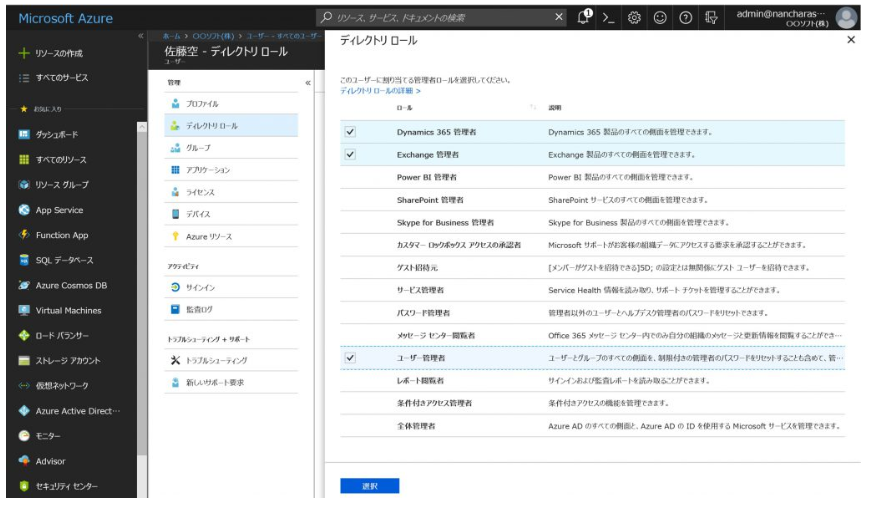 Microsoft Azure
リソース、サービス、ドキュメントの検索
admin@nancharas…
〇〇ソフト(株)
ホーム > 〇〇ソフト(株) > ユーザー - すべてのユーザー
佐藤空 - ディレクトリ ロール
ユーザー
ディレクトリ ロール
リソースの作成
すべてのサービス
お気に入り
ダッシュボード
すべてのリソース
リソース グループ
App Service
Function App
SQL データベース
Azure Cosmos DB
Virtual Machines
ロード バランサー
ストレージ アカウント
仮想ネットワーク
Azure Active Direct…
モニター
Advisor
セキュリティ センター
管理
プロファイル
ディレクトリ ロール
グループ
アプリケーション
ライセンス
デバイス
Azure リソース
アクティビティ
サインイン
監査ログ
トラブルシューティング + サポート
トラブルシューティング
新しいサポート要求
このユーザーに割り当てる管理者ロールを選択してください。
ディレクトリ ロールの詳細 >
ロール 説明
Dynamics 365 管理者 Dynamics 365 製品のすべての側面を管理できます。
Exchange 管理者 Exchange 製品のすべての側面を管理できます。
Power BI 管理者 Power BI 製品のすべての側面を管理できます。
SharePoint 管理者 SharePoint サービスのすべての側面を管理できます。
Skype for Business 管理者 Skype for Business 製品のすべての側面を管理できます。
カスタマー ロックボックス アクセスの承認者 Microsoft サポートがお客様の組織データにアクセスする要求を承認することができます。
ゲスト招待元 [メンバーがゲストを招待できる]5D; の設定とは無関係にゲスト ユーザーを招待できます。
サービス管理者 Service Health 情報を読み取り、サポート チケットを管理することができます。
パスワード管理者 管理者以外のユーザーとヘルプデスク管理者のパスワードをリセットできます。
メッセージ センター閲覧者 Office 365 メッセージ センター内でのみ自分の組織のメッセージと更新情報を閲覧することができ…
ユーザー管理者 ユーザーとグループのすべての側面を、制限付きの管理者のパスワードをリセットすることも含めて、管…
レポート閲覧者 サインインおよび監査レポートを読み取ることができます。
条件付きアクセス管理者 条件付きアクセスの機能を管理できます。
全体管理者 Azure AD のすべての側面と、Azure AD の ID を使用する Microsoft サービスを管理できます。
選択